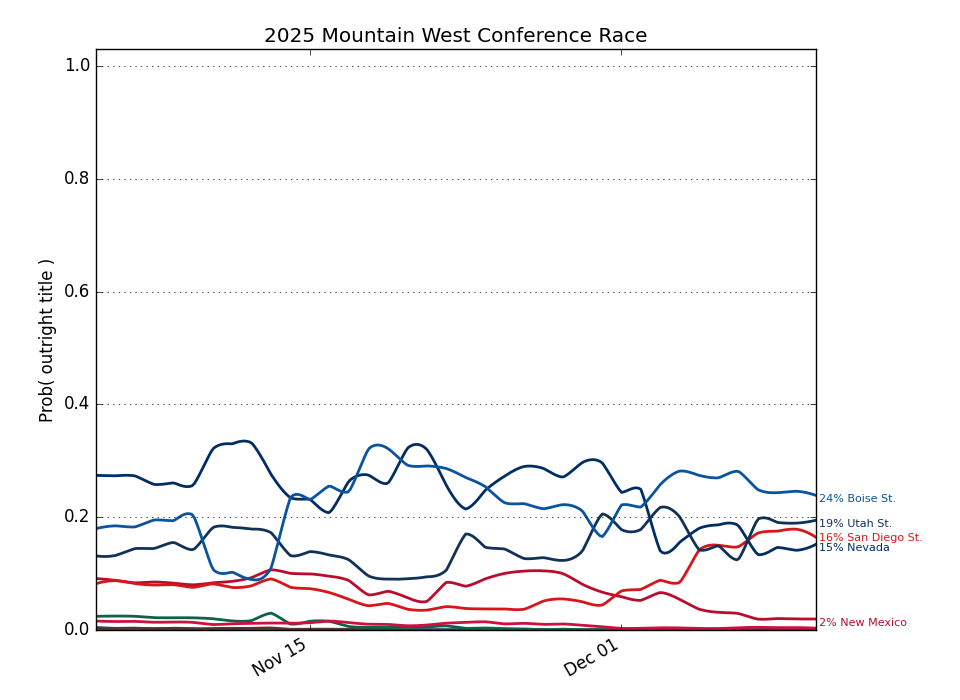 2025 Mountain West Conference Race
Prob( outright title )
1.0
0.8
0.6
0.4
0.2
0.0
Nov 15
Dec 01
24% Boise St.
19% Utah St.
16% San Diego St.
15% Nevada
2% New Mexico